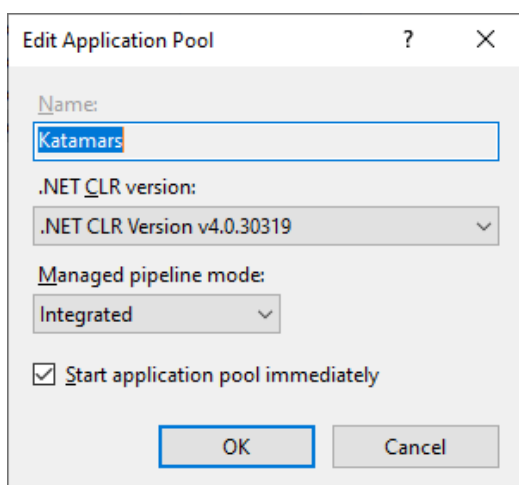 Edit Application Pool ?
Name:
Katamars
.NET CLR version:
.NET CLR Version v4.0.30319
Managed pipeline mode:
Integrated
Start application pool immediately
OK Cancel